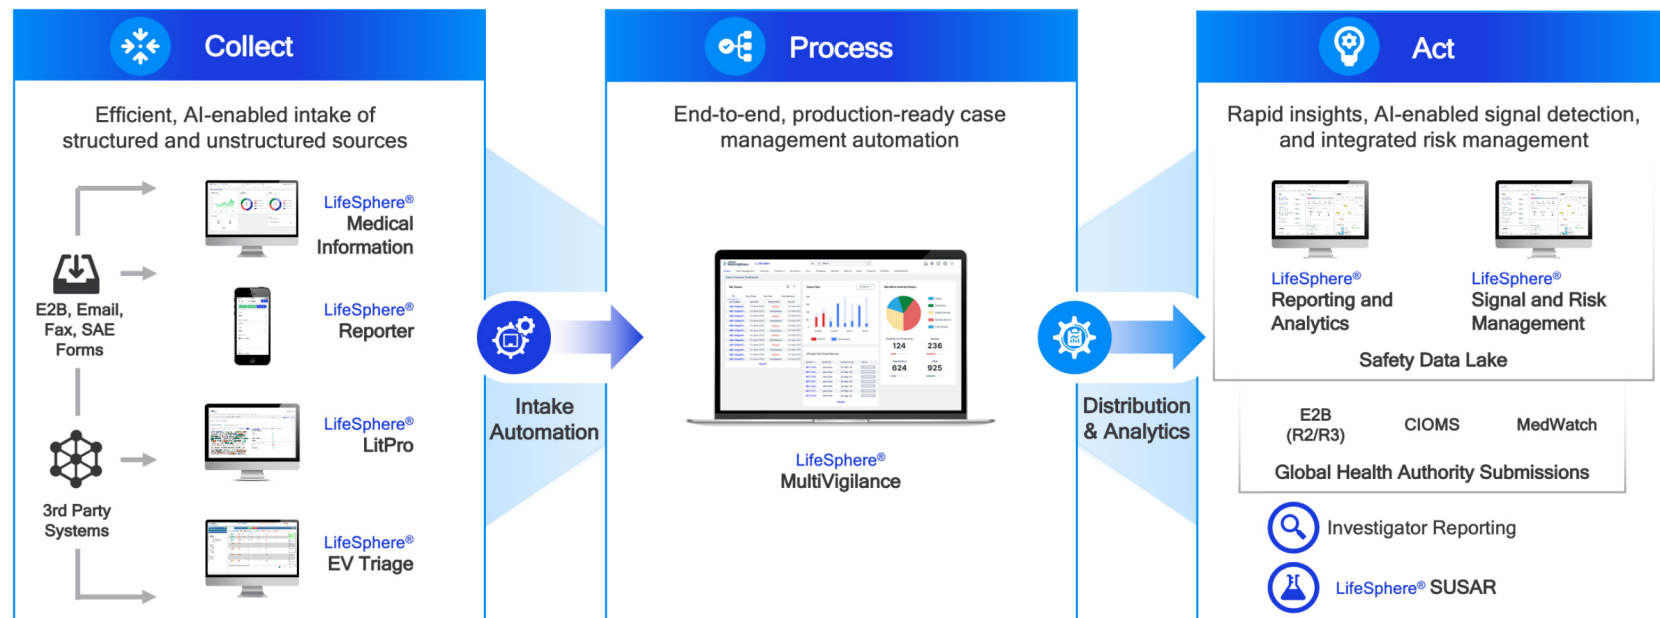 Collect
Efficient, AI-enabled intake of
structured and unstructured sources
E2B, Email,
Fax, SAE
Forms
3rd Party
Systems
LifeSphere®
Medical
Information
LifeSphere®
Reporter
LifeSphere®
LitPro
LifeSphere®
EV Triage
Intake
Automation
Process
End-to-end, production-ready case
management automation
124
236
624
925
LifeSphere®
MultiVigilance
Distribution
& Analytics
Act
Rapid insights, AI-enabled signal detection,
and integrated risk management
LifeSphere®
Reporting and
Analytics
LifeSphere®
Signal and Risk
Management
Safety Data Lake
E2B
(R2/R3)
CIOMS
MedWatch
Global Health Authority Submissions
Investigator Reporting
LifeSphere® SUSAR